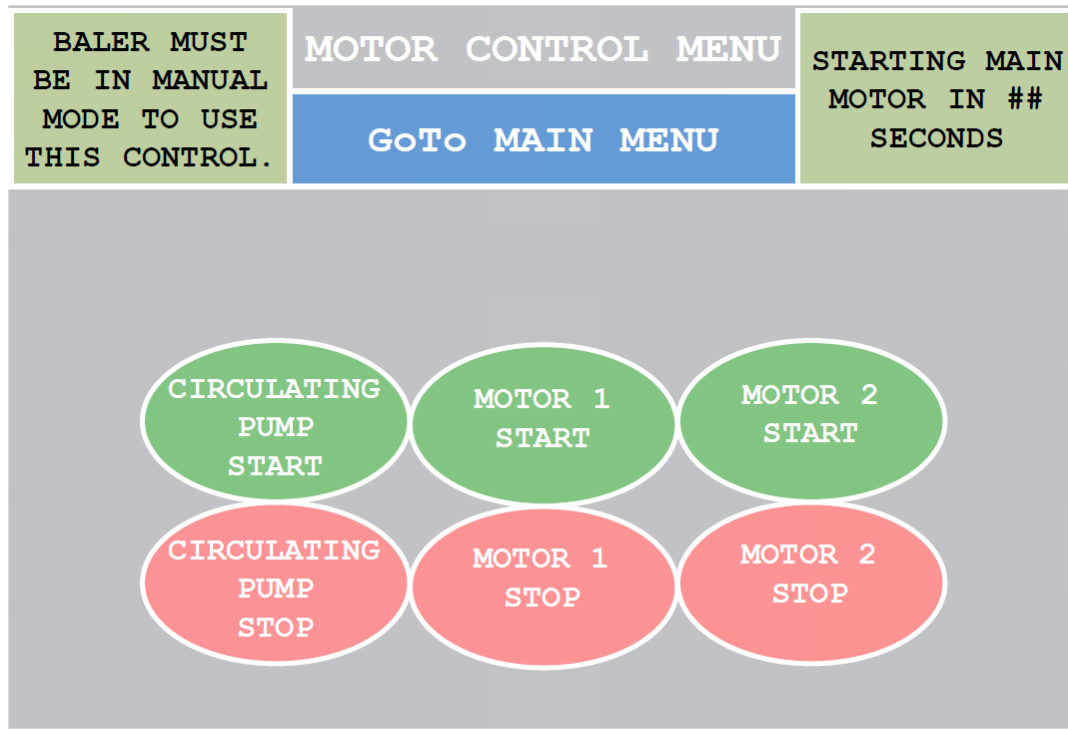 BALER MUST
BE IN MANUAL
MODE TO USE
THIS CONTROL.
MOTOR CONTROL MENU
GoTo MAIN MENU
STARTING MAIN
MOTOR IN ##
SECONDS
CIRCULATING
PUMP
START
MOTOR 1
START
MOTOR 2
START
CIRCULATING
PUMP
STOP
MOTOR 1
STOP
MOTOR 2
STOP